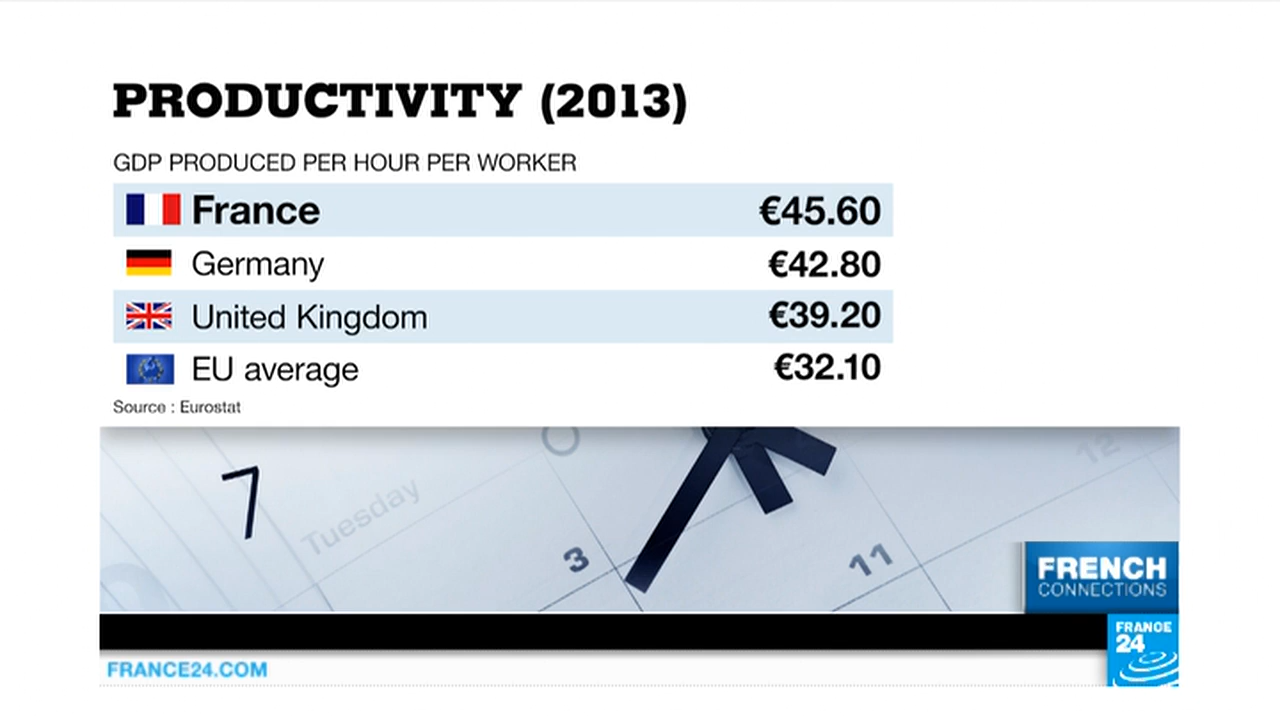 PRODUCTIVITY (2013)
GDP PRODUCED PER HOUR PER WORKER
France €45.60
Germany €42.80
United Kingdom €39.20
EU average €32.10
Source : Eurostat
7
Tuesday
3
11
12
FRENCH
CONNECTIONS
FRANCE
24
FRANCE24.COM